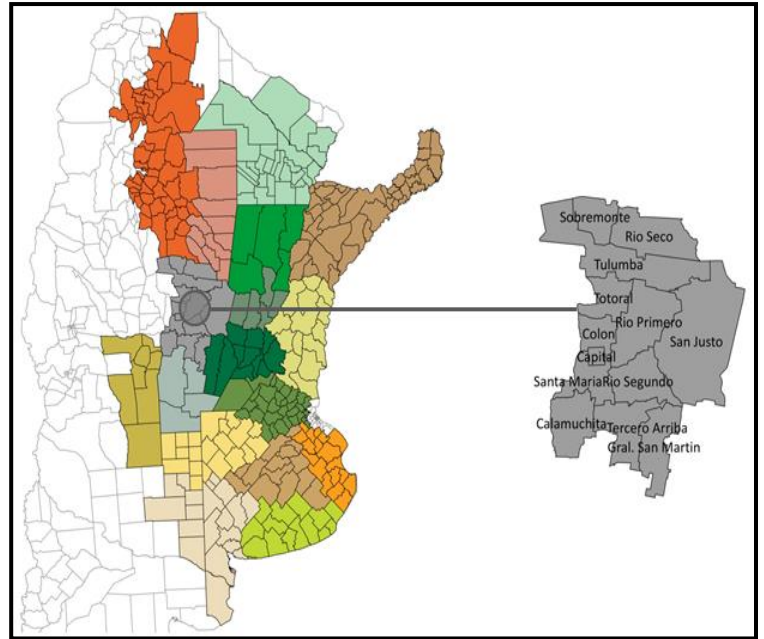 Sobremonte
Rio Seco
Tulumba
Totoral
Rio Primero
Colon
San Justo
Capital
Santa Maria
Rio Segundo
Calamuchita
Tercero Arriba
Gral. San Martin